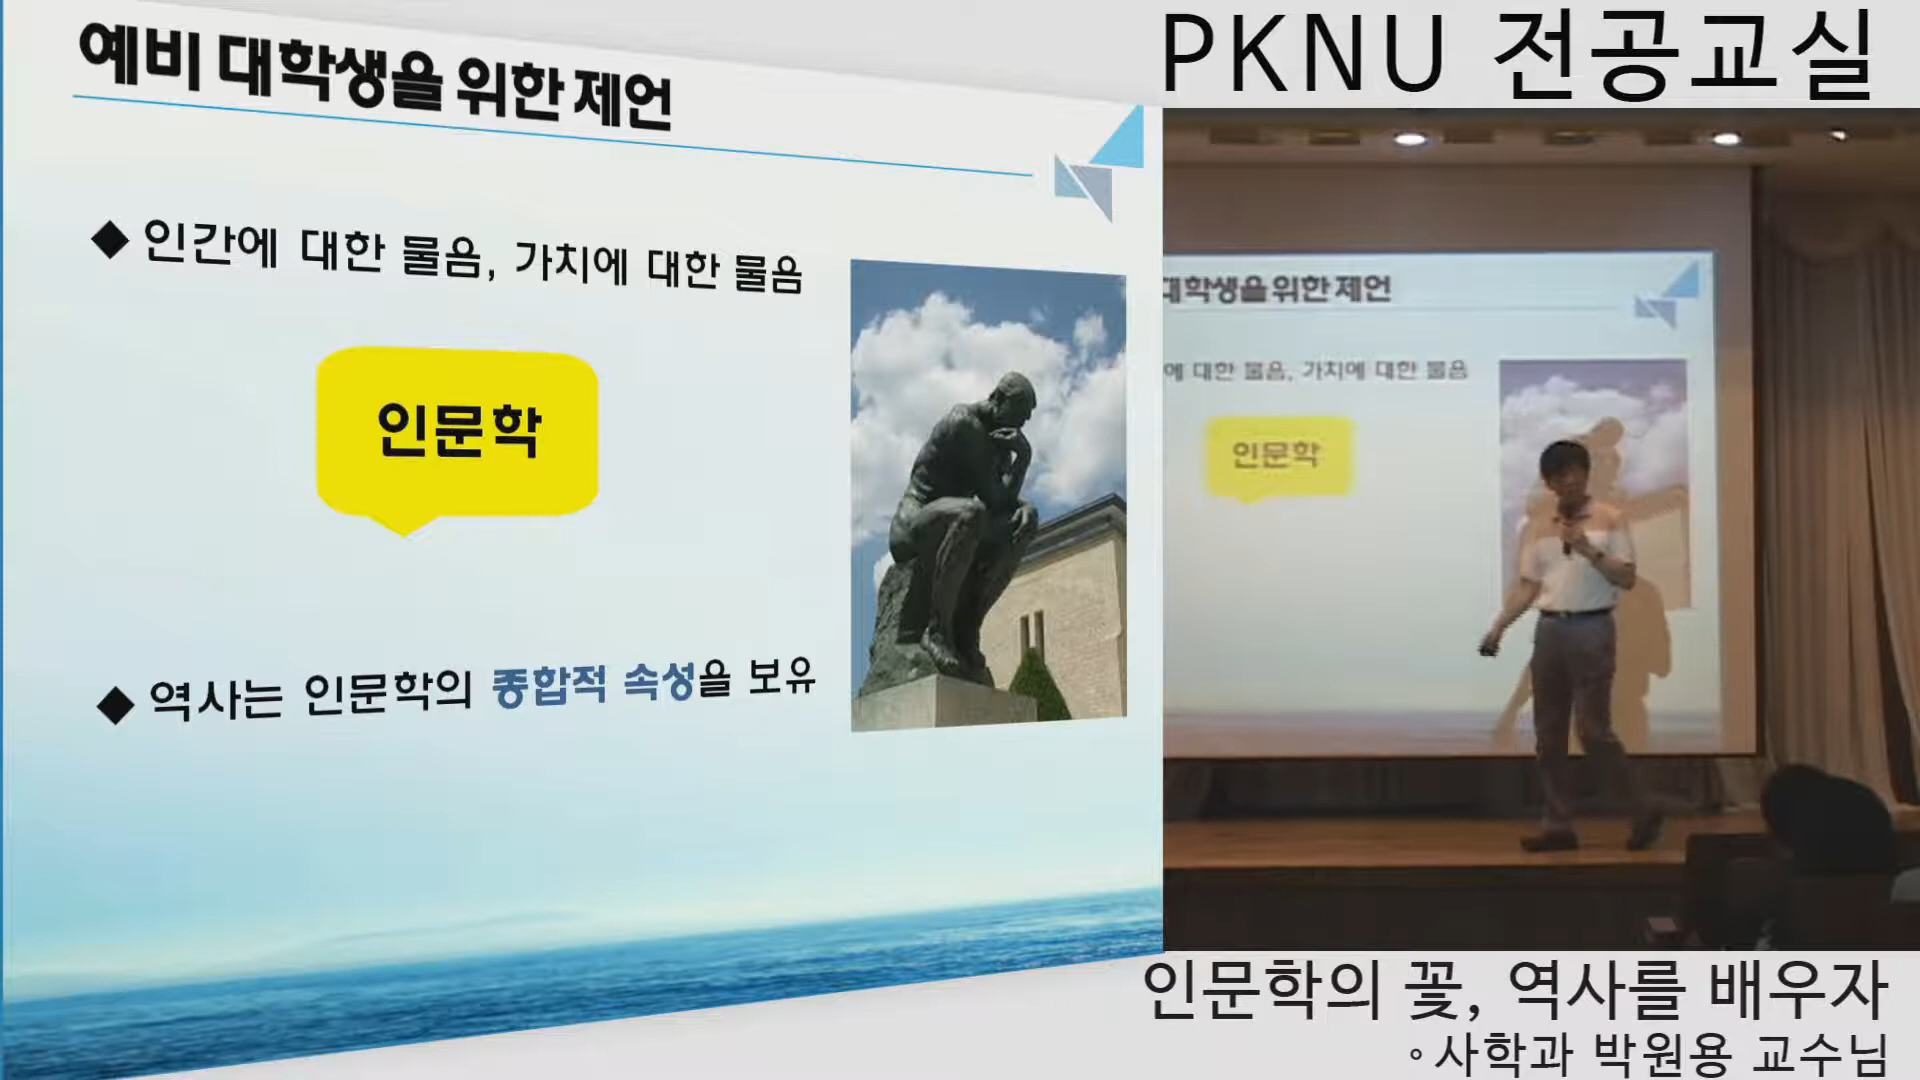 예비 대학생을 위한 제언
◆ 인간에 대한 물음, 가치에 대한 물음
인문학
◆ 역사는 인문학의 종합적 속성을 보유
PKNU 전공교실
대학생을 위한 제언
에 대한 물음, 가치에 대한 물음
인문학
인문학의 꽃, 역사를 배우자
◦사학과 박원용 교수님